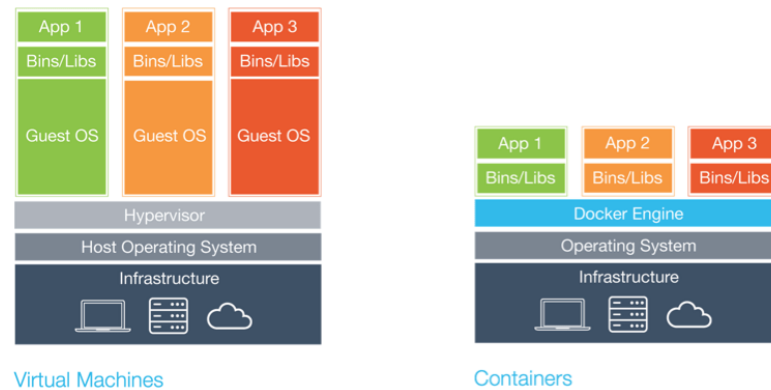 App 1
App 2
App 3
Bins/Libs
Bins/Libs
Bins/Libs
Guest OS
Guest OS
Guest OS
Hypervisor
Host Operating System
Infrastructure
Virtual Machines
App 1
App 2
App 3
Bins/Libs
Bins/Libs
Bins/Libs
Docker Engine
Operating System
Infrastructure
Containers